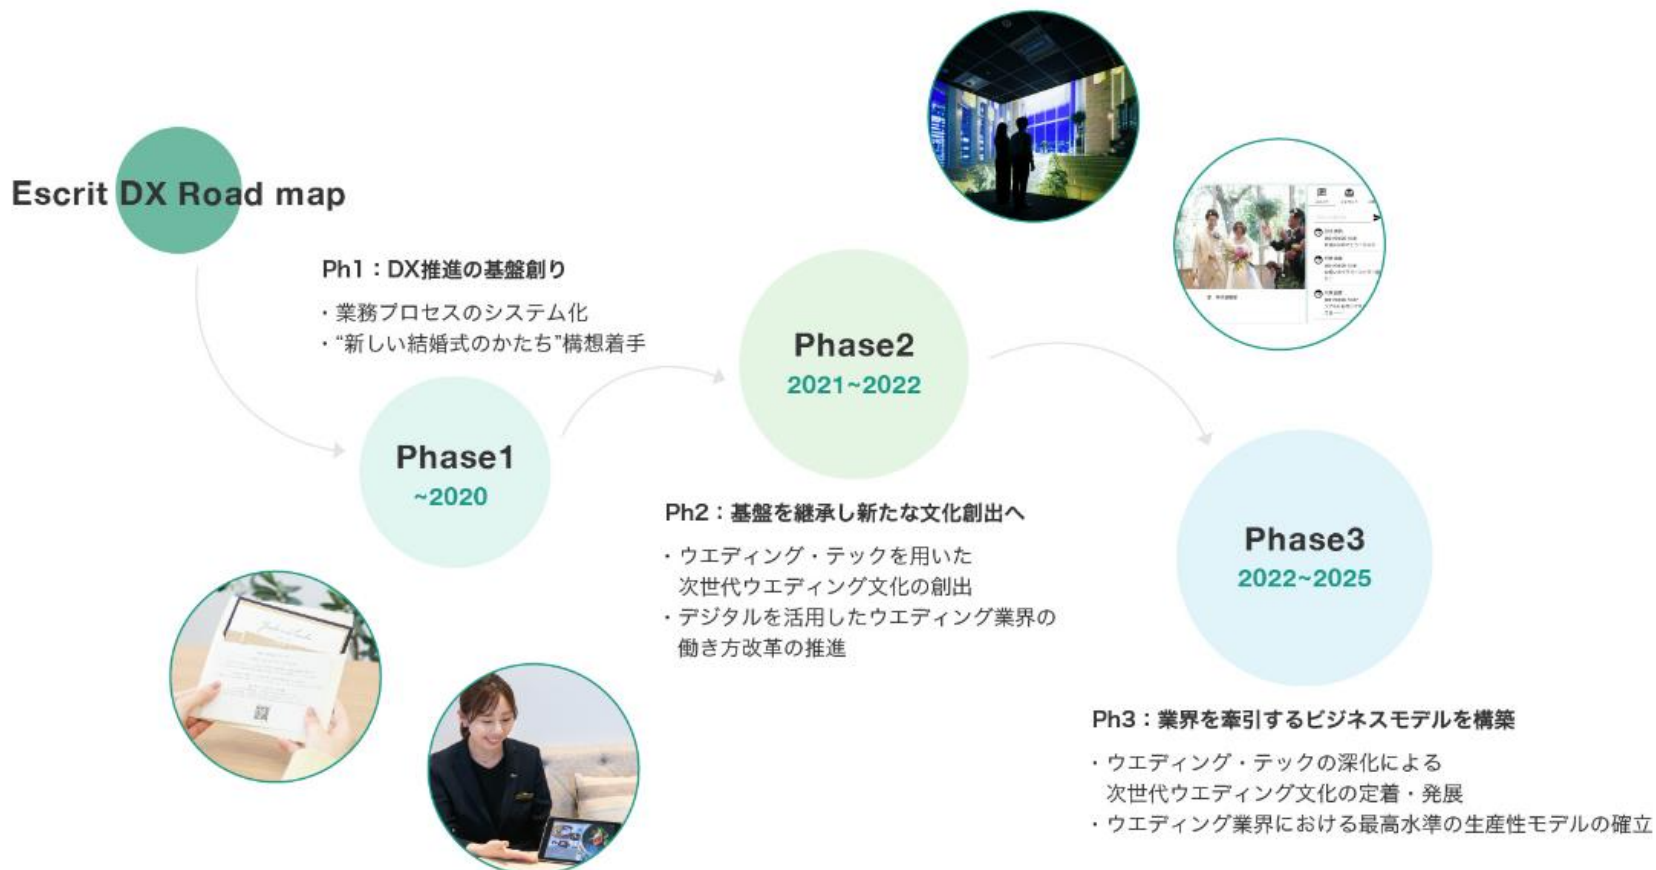 Escrit DX Road map
Ph1：DX推進の基盤創り
・業務プロセスのシステム化
・“新しい結婚式のかたち”構想着手
Phase1
~2020
Phase2
2021~2022
Ph2：基盤を継承し新たな文化創出へ
・ウエディング・テックを用いた
次世代ウエディング文化の創出
・デジタルを活用したウエディング業界の
働き方改革の推進
Phase3
2022~2025
Ph3：業界を牽引するビジネスモデルを構築
・ウエディング・テックの深化による
次世代ウエディング文化の定着・発展
・ウエディング業界における最高水準の生産性モデルの確立